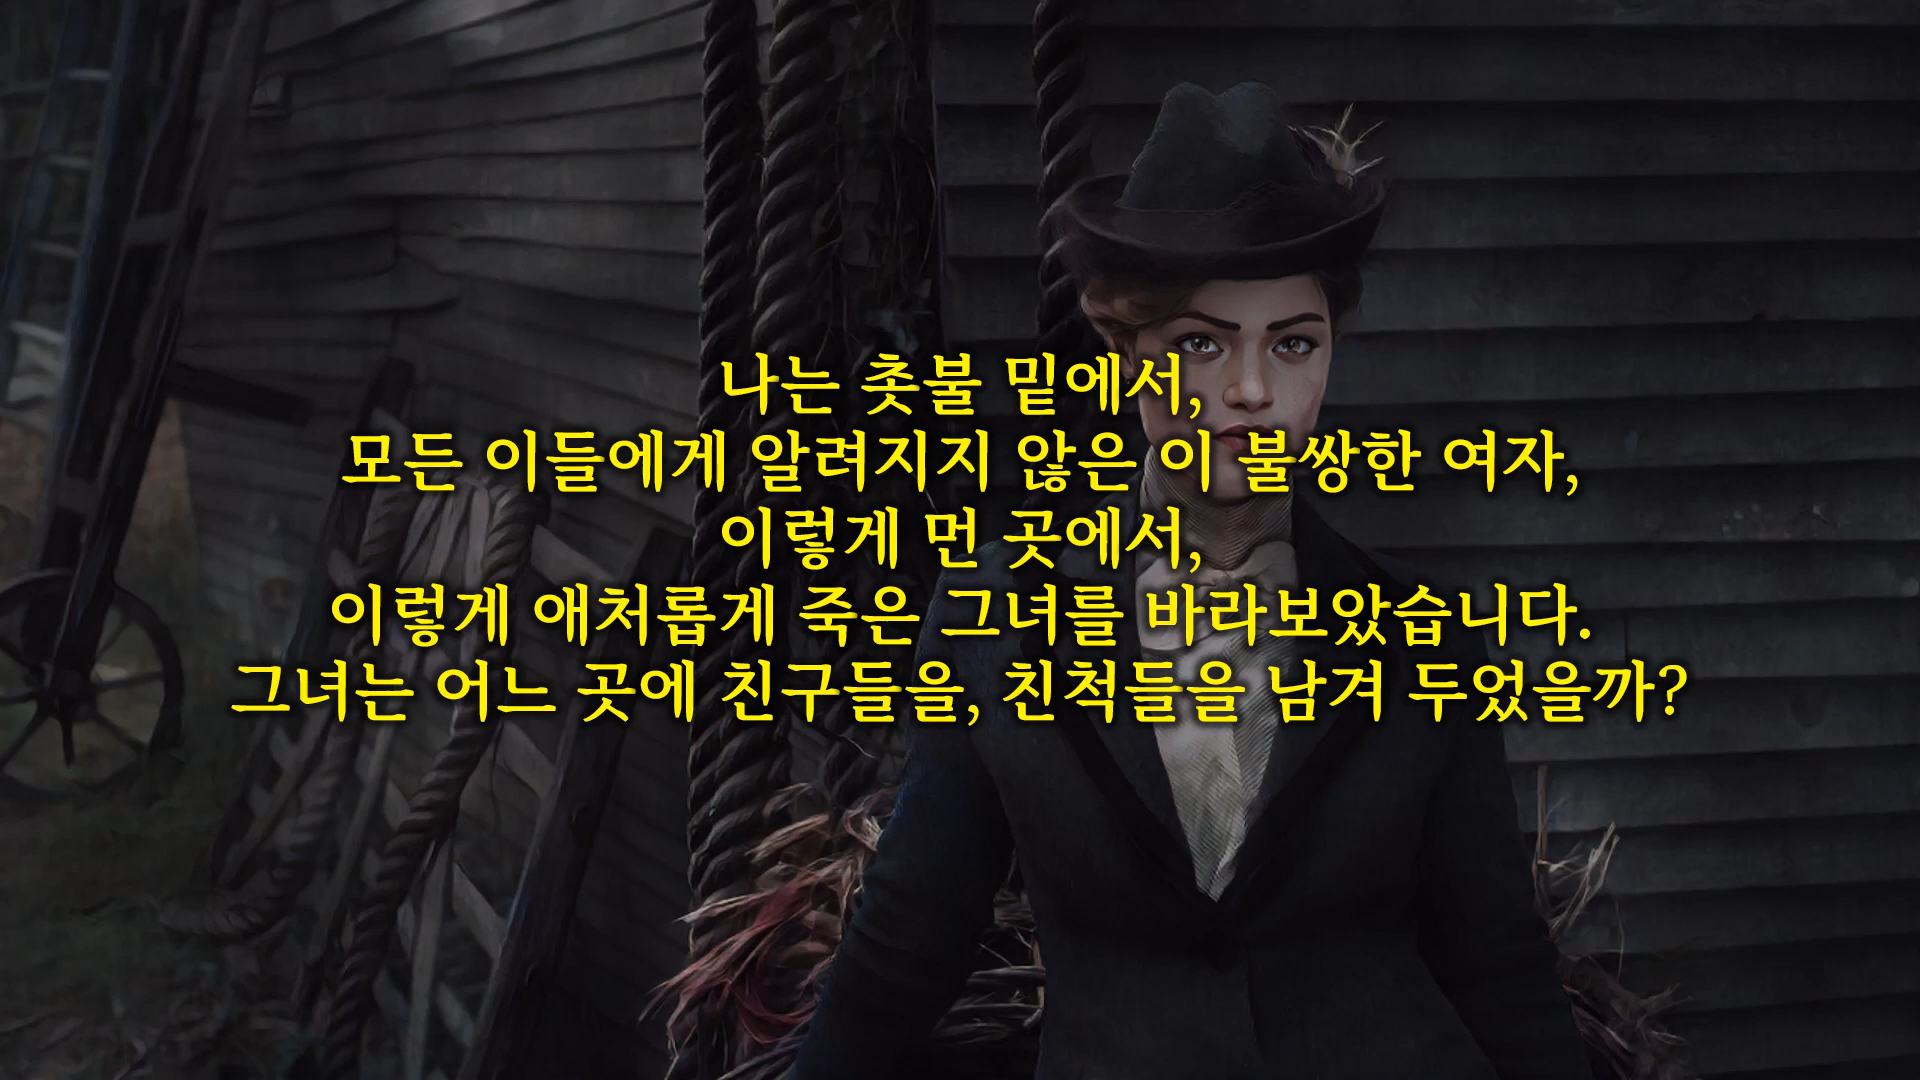 나는 촛불 밑에서,
모든 이들에게 알려지지 않은 이 불쌍한 여자,
이렇게 먼 곳에서,
이렇게 애처롭게 죽은 그녀를 바라보았습니다.
그녀는 어느 곳에 친구들을, 친척들을 남겨 두었을까?